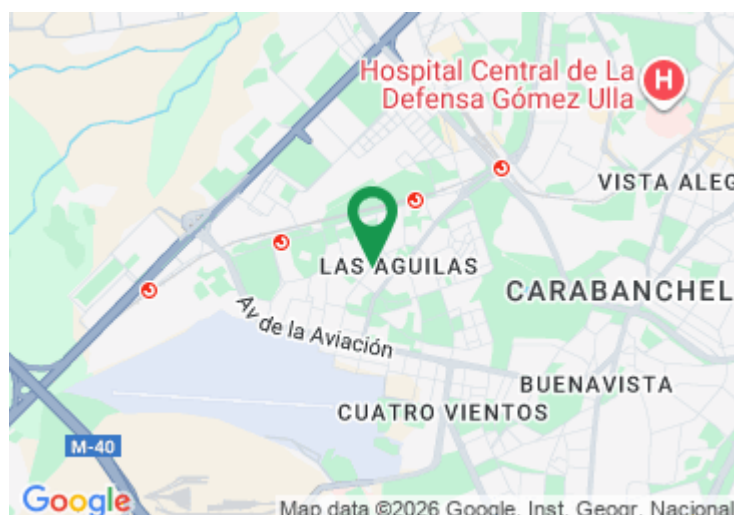 Hospital Central de La
Defensa Gómez Ulla
H
VISTA ALEG
LAS AGUILAS
CARABANCHEL
Av. de la Aviación
BUENAVISTA
CUATRO VIENTOS
M-40
Google
Map data ©2026 Google, Inst. Geogr. Nacional